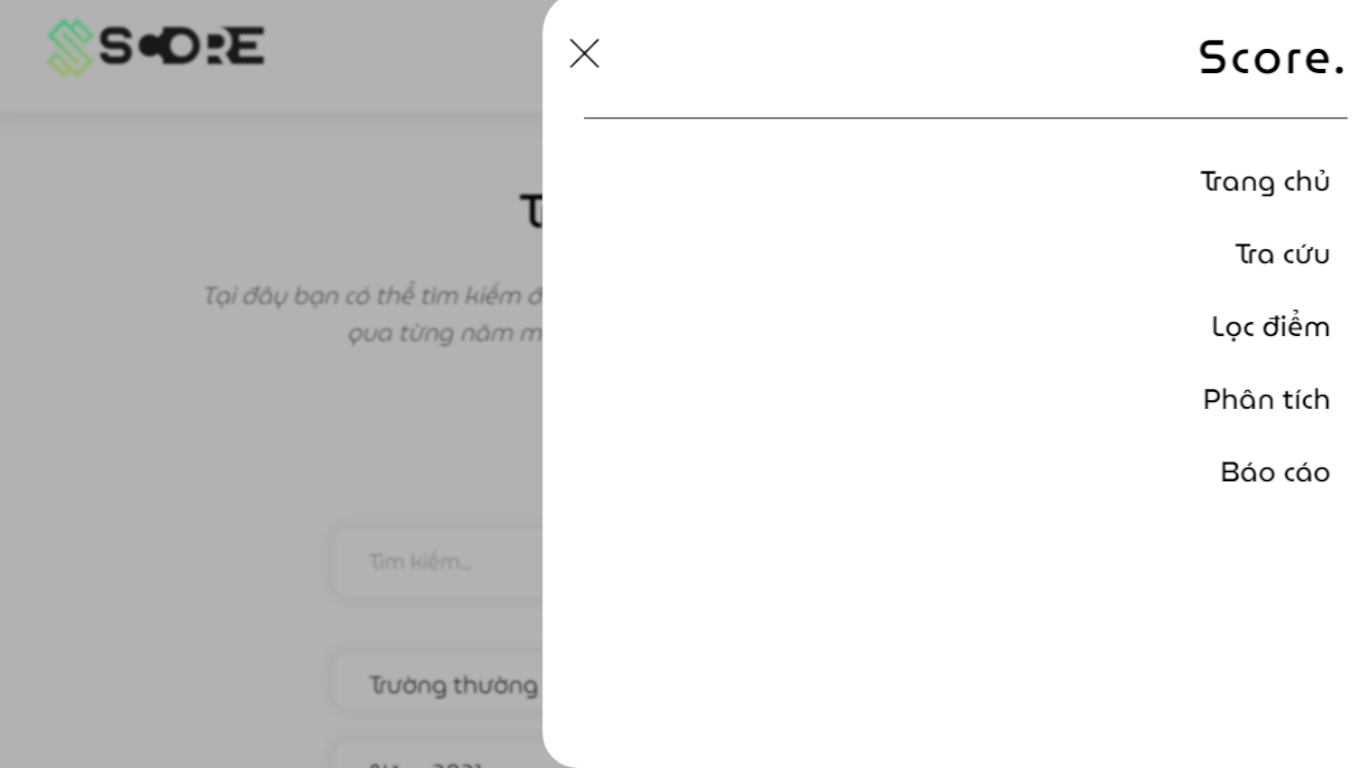 SCORE
Score.
Trang chủ
Tra cứu
Lọc điểm
Phân tích
Báo cáo
Tại đây bạn có thể tìm kiếm
qua từng năm
Tìm kiếm...
Trường thường